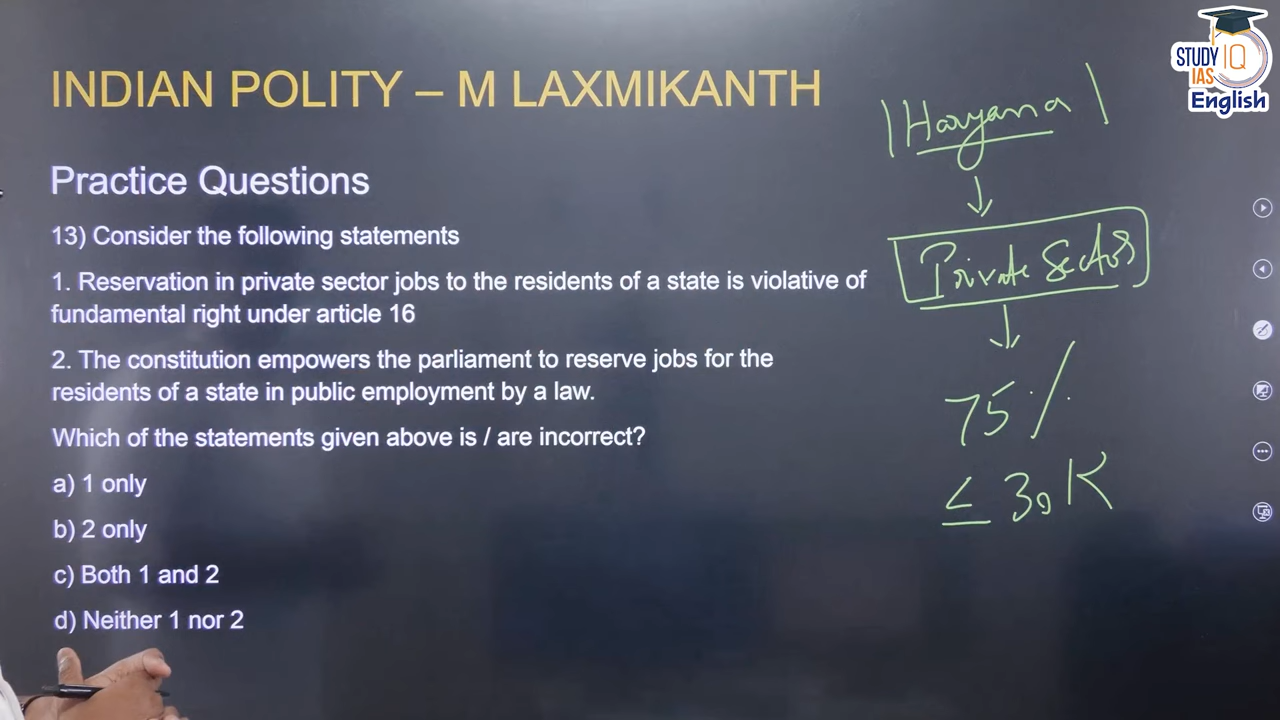 STUDY IQ
IAS
English
INDIAN POLITY – M LAXMIKANTH
Practice Questions
13) Consider the following statements
1. Reservation in private sector jobs to the residents of a state is violative of
fundamental right under article 16
2. The constitution empowers the parliament to reserve jobs for the
residents of a state in public employment by a law.
Which of the statements given above is / are incorrect?
a) 1 only
b) 2 only
c) Both 1 and 2
d) Neither 1 nor 2
Haryana
Private Sector
75%
≤ 30K